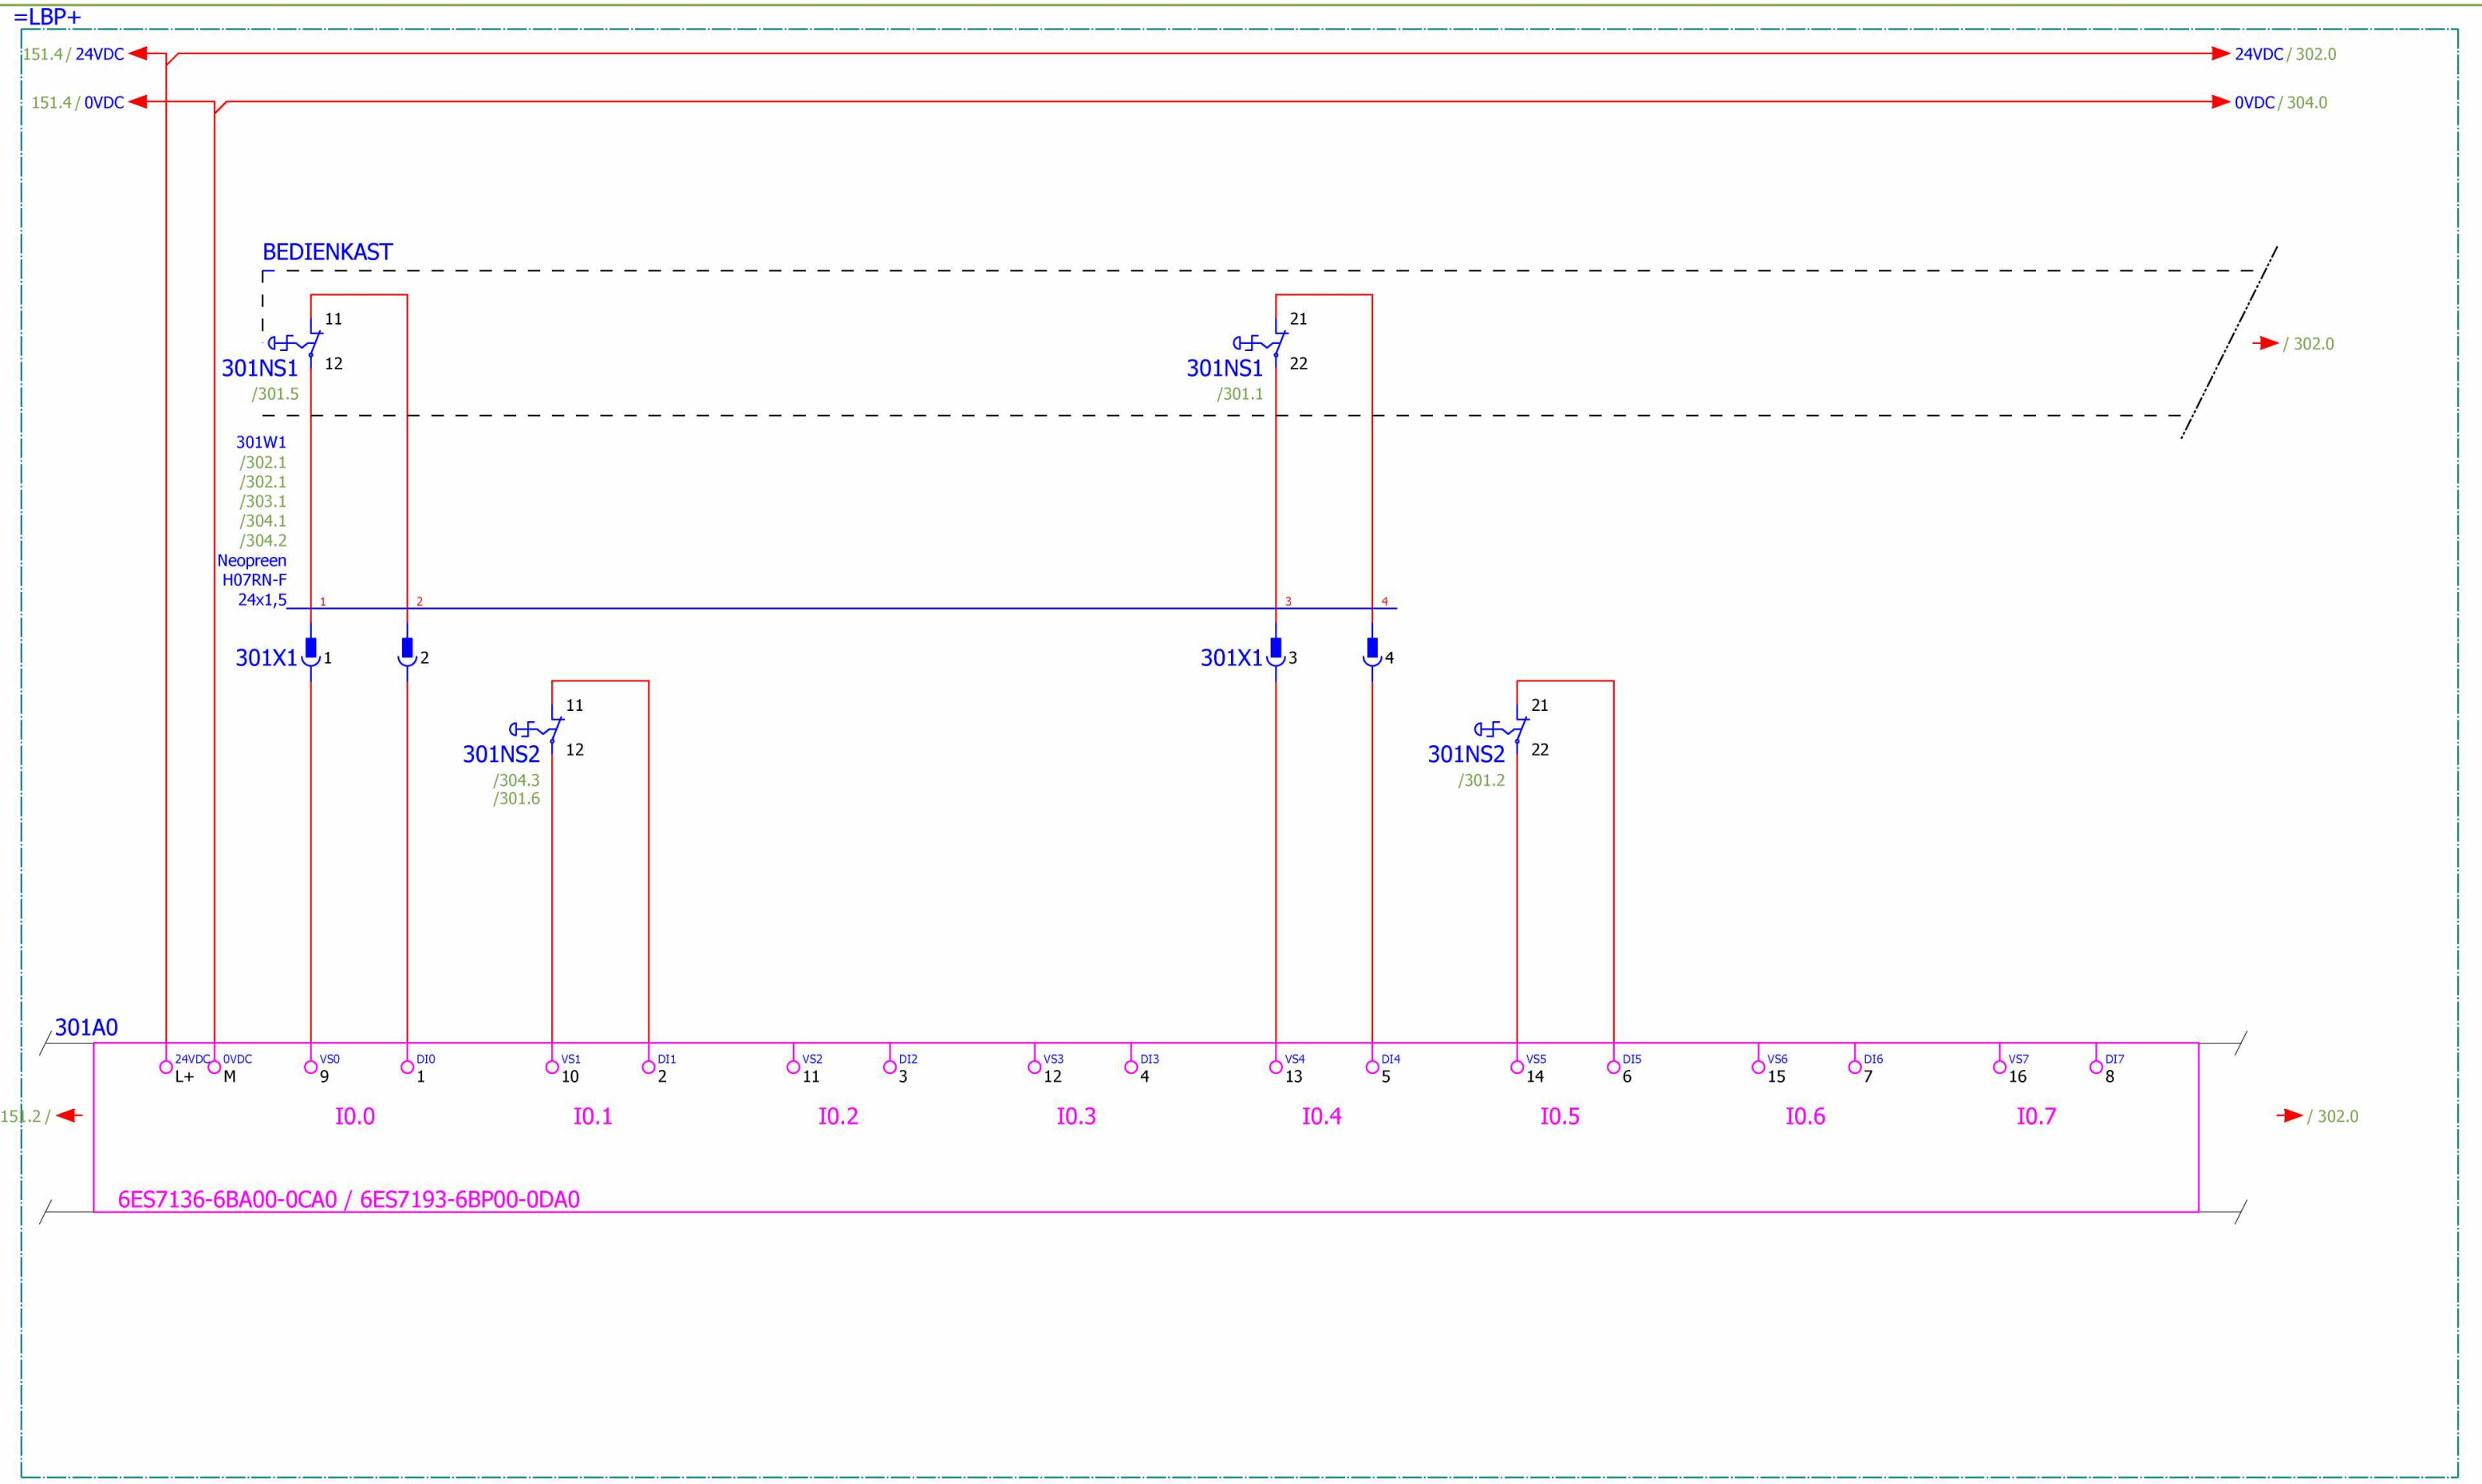 =LBP+
151.4 / 24VDC
24VDC / 302.0
151.4 / 0VDC
0VDC / 304.0
BEDIENKAST
11
12
301NS1
/301.5
21
22
301NS1
/301.1
/ 302.0
301W1
/302.1
/302.1
/303.1
/304.1
/304.2
Neopreen
H07RN-F
24x1,5
1 2 3 4
301X1 1 2
301X1 3 4
11
12
301NS2
/304.3
/301.6
21
22
301NS2
/301.2
301A0
24VDC 0VDC VS0 DI0 VS1 DI1 VS2 DI2 VS3 DI3 VS4 DI4 VS5 DI5 VS6 DI6 VS7 DI7
L+ M 9 1 10 2 11 3 12 4 13 5 14 6 15 7 16 8
151.2 /
I0.0 I0.1 I0.2 I0.3 I0.4 I0.5 I0.6 I0.7
/ 302.0
6ES7136-6BA00-0CA0 / 6ES7193-6BP00-0DA0